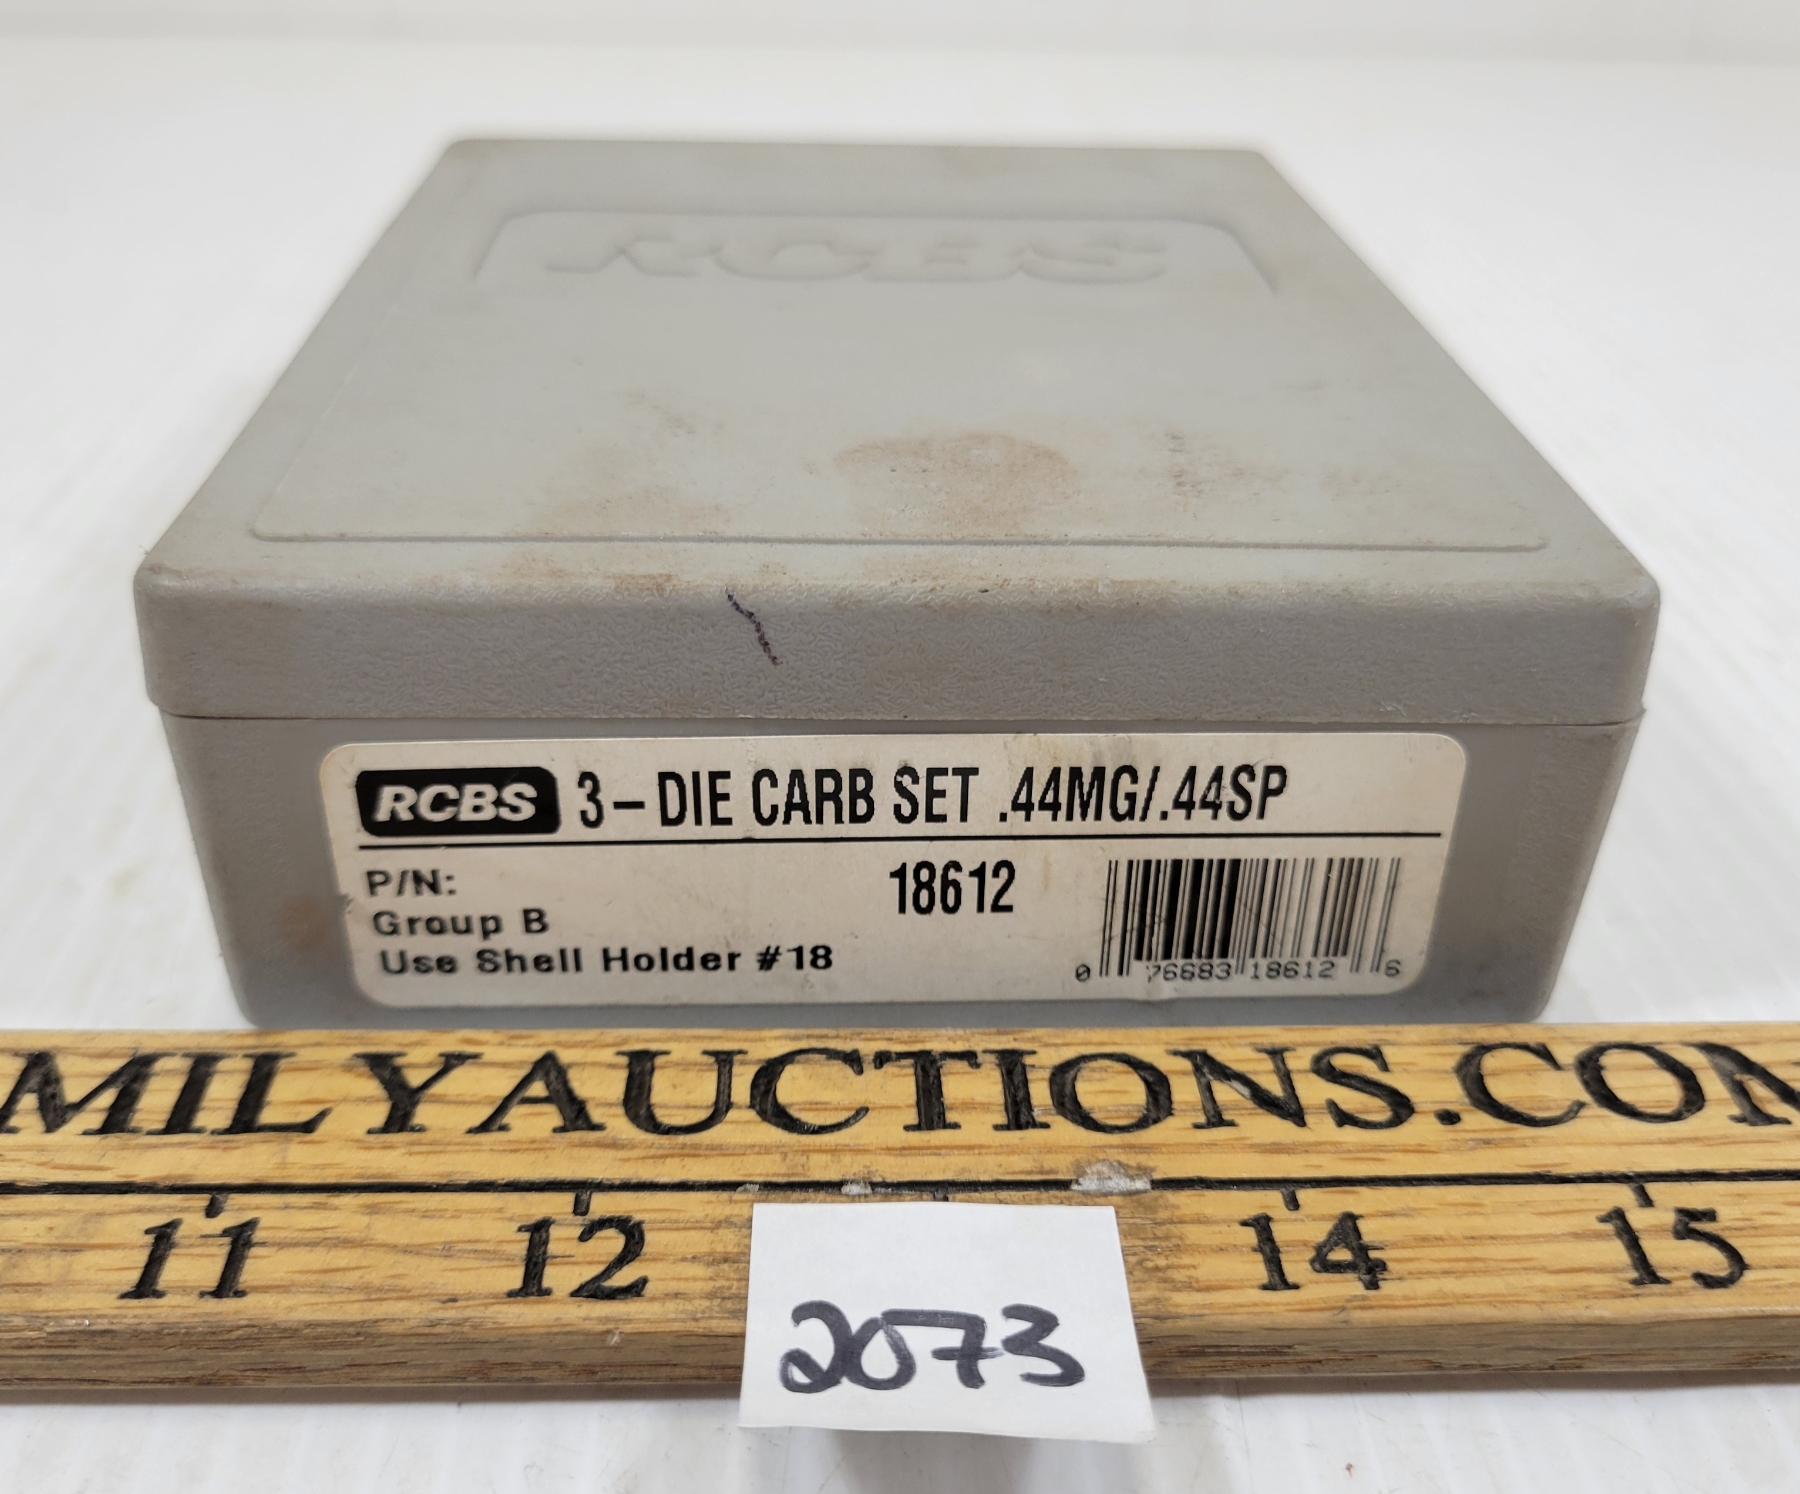 RCBS
RCBS 3-DIE CARB SET .44MG/.44SP
P/N: 18612
Group B
Use Shell Holder #18
0 76683 18612 6
MILYAUCTIONS.COM
11 12 14 15
2073